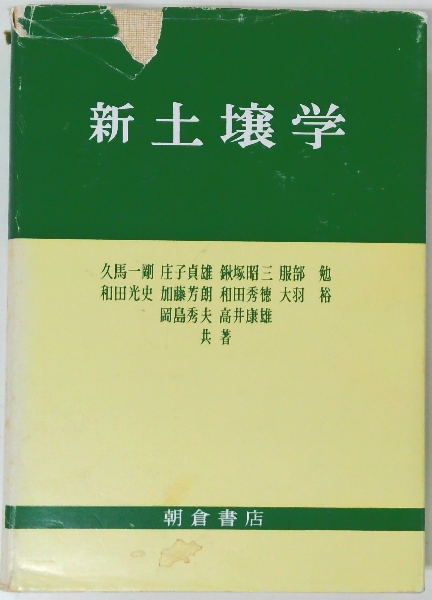 新土壌学
久馬一剛 庄子貞雄 鍬塚昭三 服部 勉
和田光史 加藤芳朗 和田秀徳 大羽 裕
岡島秀夫 高井康雄
共著
朝倉書店